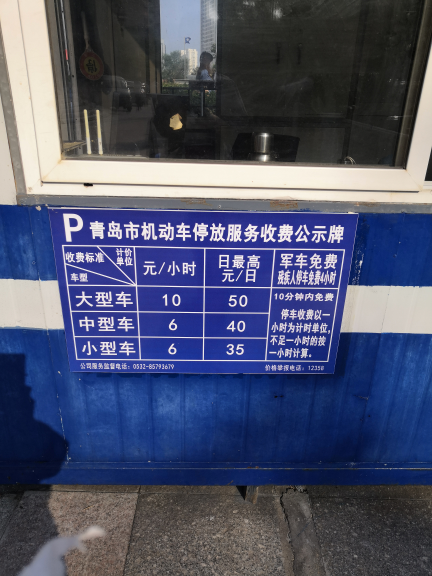 P 青岛市机动车停放服务收费公示牌
收费标准 计价单位
车型
元/小时
日最高
元/日
军车免费
残疾人停车免费4小时
大型车 10 50
中型车 6 40
小型车 6 35
10分钟内免费
停车收费以一
小时为计时单位,
不足一小时的按
一小时计算。
公司服务监督电话:0532-85793679
价格举报电话:12358